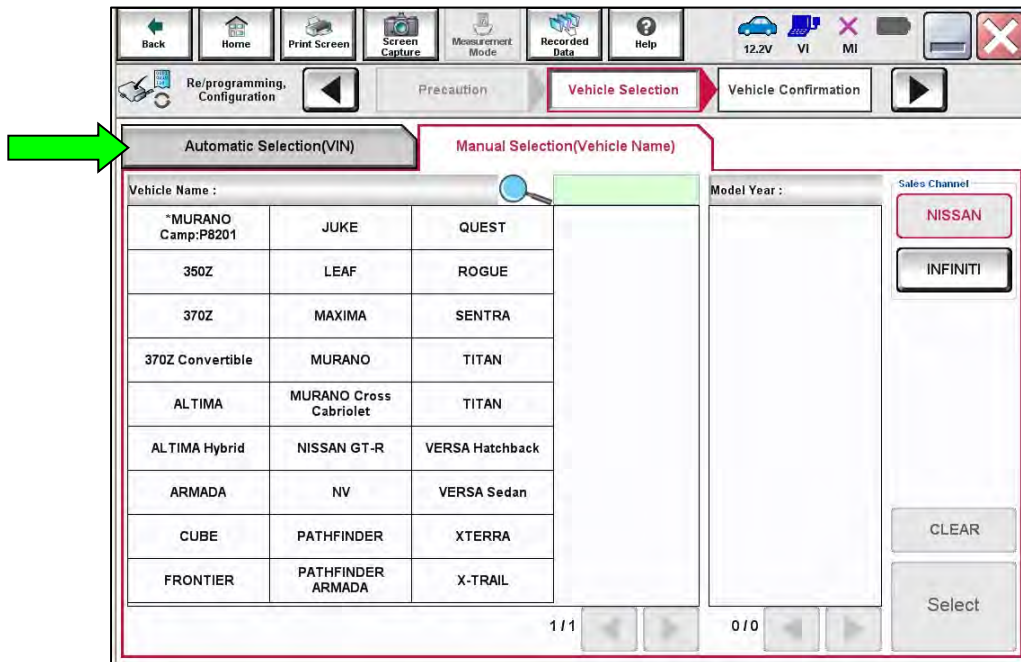 Back
Home
Print Screen
Screen
Capture
Measurement
Mode
Recorded
Data
Help
12.2V
VI
MI
Re/programming,
Configuration
Precaution
Vehicle Selection
Vehicle Confirmation
Automatic Selection(VIN)
Manual Selection(Vehicle Name)
Vehicle Name :
Model Year :
Sales Channel
*MURANO
Camp:P8201
JUKE
QUEST
NISSAN
350Z
LEAF
ROGUE
INFINITI
370Z
MAXIMA
SENTRA
370Z Convertible
MURANO
TITAN
ALTIMA
MURANO Cross
Cabriolet
TITAN
ALTIMA Hybrid
NISSAN GT-R
VERSA Hatchback
ARMADA
NV
VERSA Sedan
CUBE
PATHFINDER
XTERRA
CLEAR
FRONTIER
PATHFINDER
ARMADA
X-TRAIL
Select
1/1
0/0